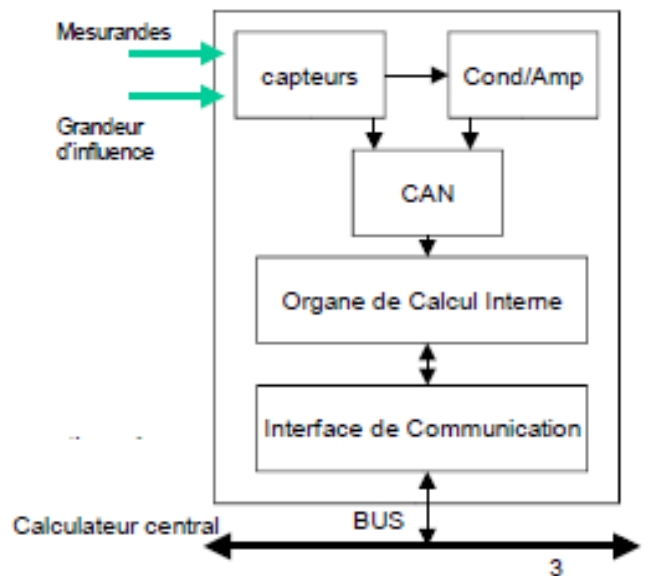 Mesurandes
capteurs
Cond/Amp
Grandeur
d'influence
CAN
Organe de Calcul Interne
Interface de Communication
BUS
Calculateur central
3